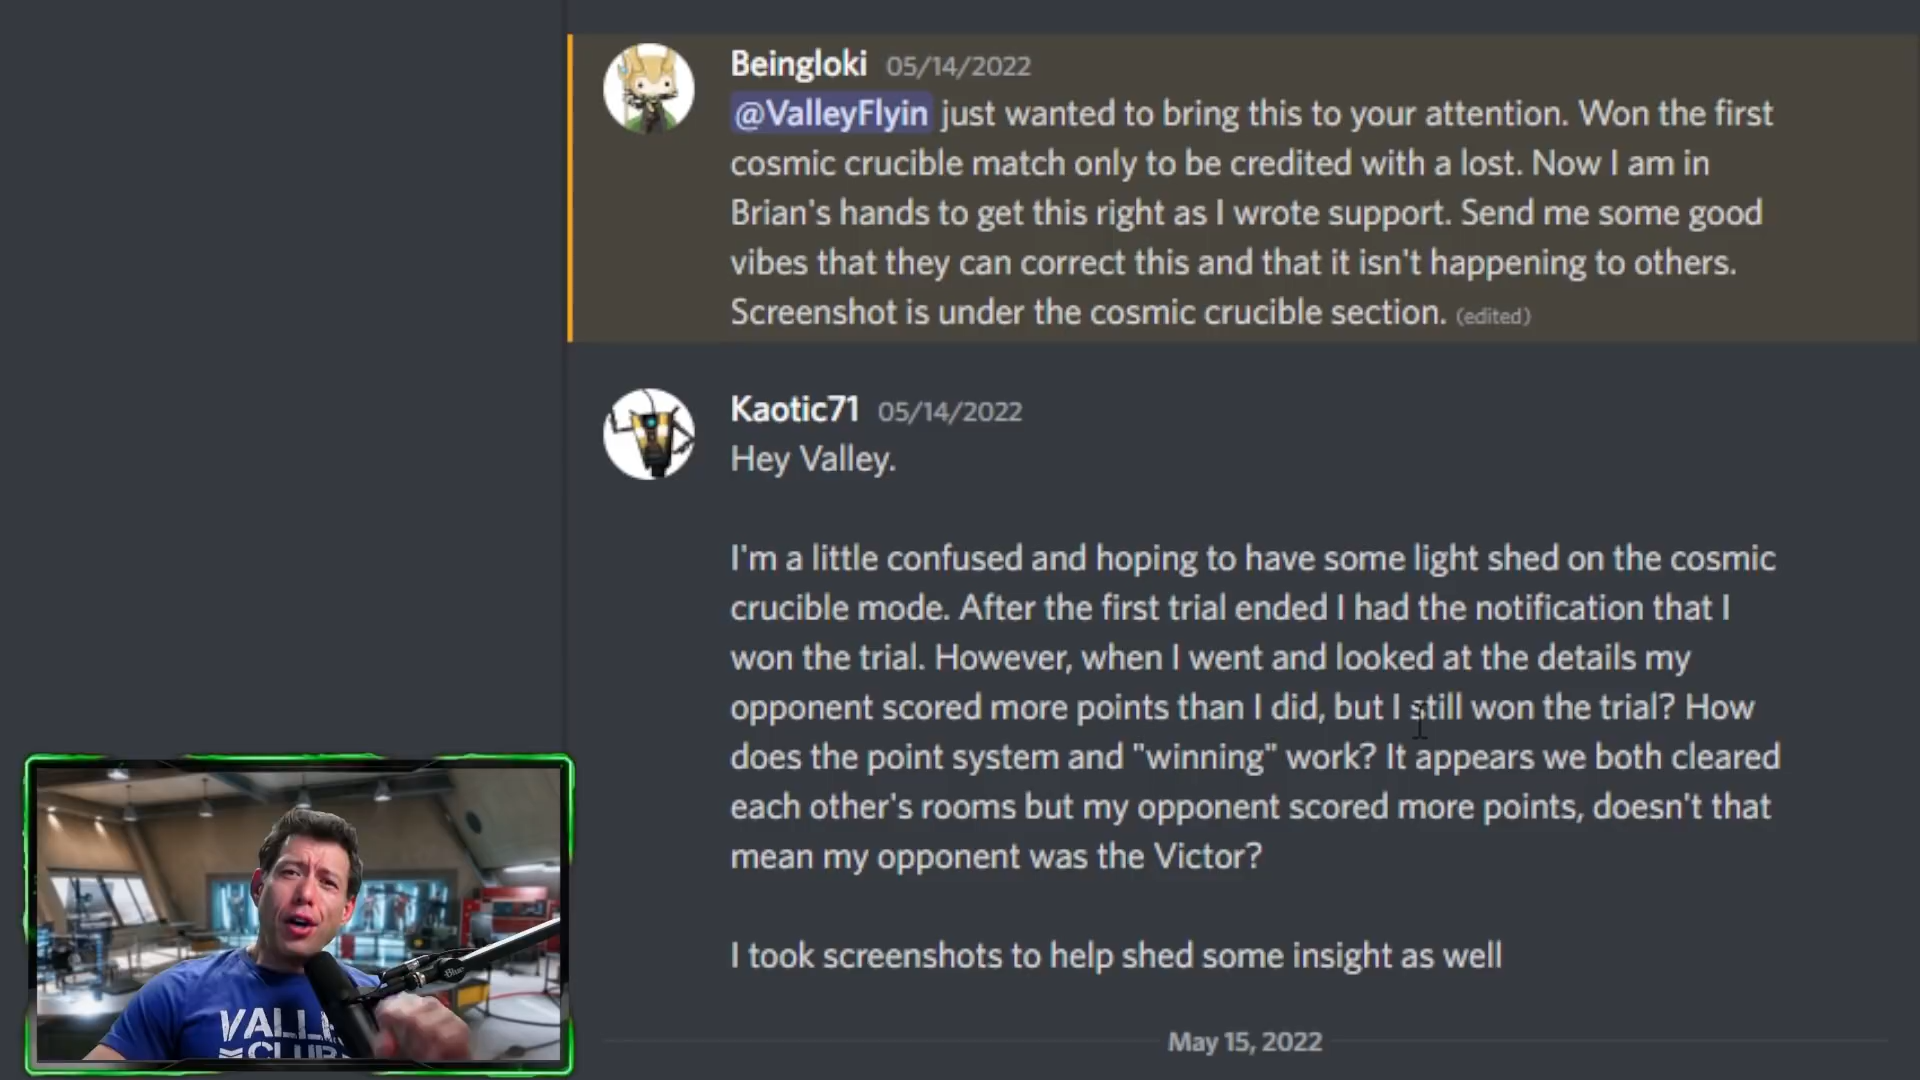 Beingloki 05/14/2022
@ValleyFlyin just wanted to bring this to your attention. Won the first
cosmic crucible match only to be credited with a lost. Now I am in
Brian's hands to get this right as I wrote support. Send me some good
vibes that they can correct this and that it isn't happening to others.
Screenshot is under the cosmic crucible section. (edited)
Kaotic71 05/14/2022
Hey Valley.
I'm a little confused and hoping to have some light shed on the cosmic
crucible mode. After the first trial ended I had the notification that I
won the trial. However, when I went and looked at the details my
opponent scored more points than I did, but I still won the trial? How
does the point system and "winning" work? It appears we both cleared
each other's rooms but my opponent scored more points, doesn't that
mean my opponent was the Victor?
I took screenshots to help shed some insight as well
May 15, 2022
Blue
CLUB